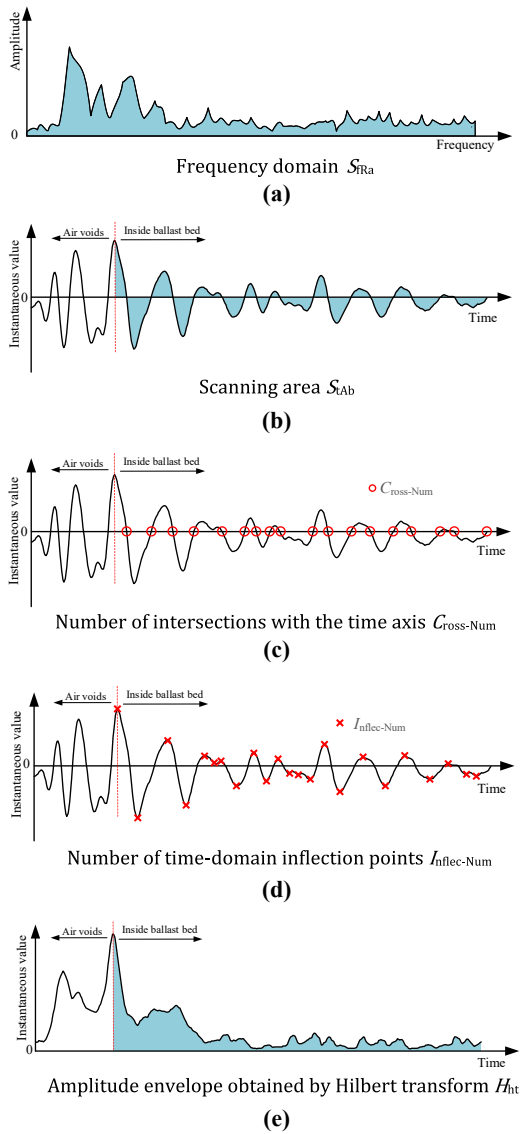 Amplitude
0
Frequency
Frequency domain SfRa
(a)
Air voids
Inside ballast bed
Instantaneous value
0
Time
Scanning area StAb
(b)
Air voids
Inside ballast bed
Instantaneous value
Cross-Num
0
Time
Number of intersections with the time axis Cross-Num
(c)
Air voids
Inside ballast bed
Instantaneous value
Inflec-Num
0
Time
Number of time-domain inflection points Inflec-Num
(d)
Air voids
Inside ballast bed
Instantaneous value
0
Time
Amplitude envelope obtained by Hilbert transform Hht
(e)